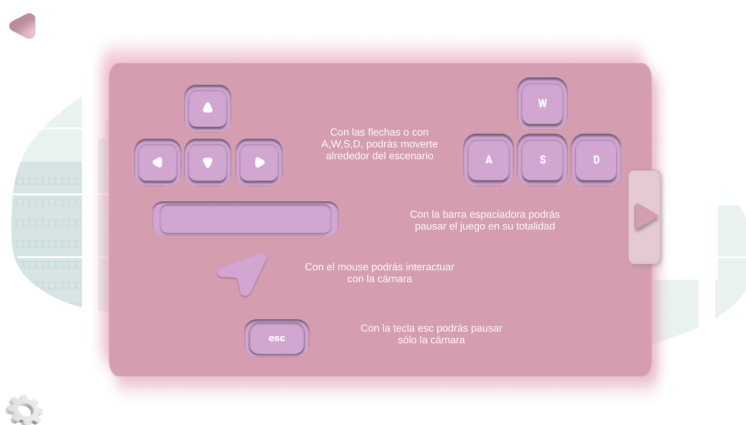 W
Con las flechas o con
A,W,S,D, podrás moverte
alrededor del escenario
A S D
Con la barra espaciadora podrás
pausar el juego en su totalidad
Con el mouse podrás interactuar
con la cámara
Con la tecla esc podrás pausar
sólo la cámara
esc